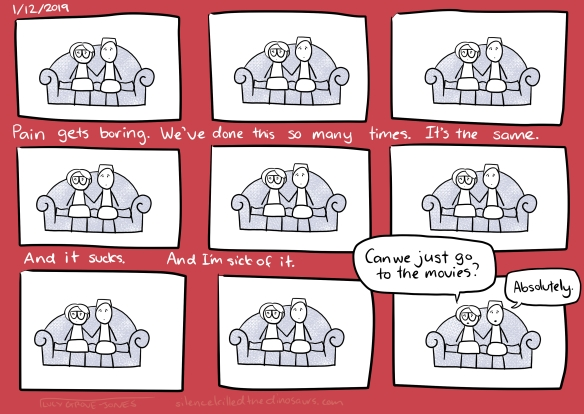 1/12/2019
Pain gets boring. We've done this so many times. It's the same.
And it sucks. And I'm sick of it.
Can we just go
to the movies?
Absolutely.
silencekilledthedinosaurs.com